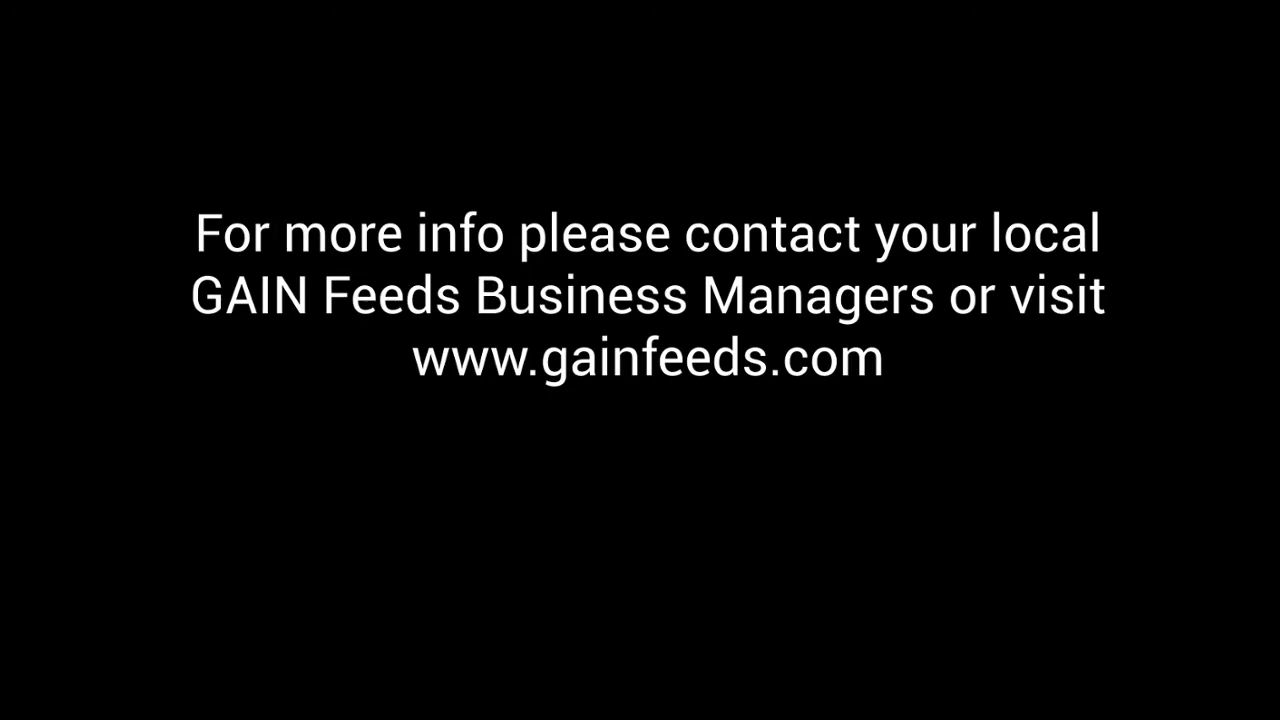 For more info please contact your local
GAIN Feeds Business Managers or visit
www.gainfeeds.com